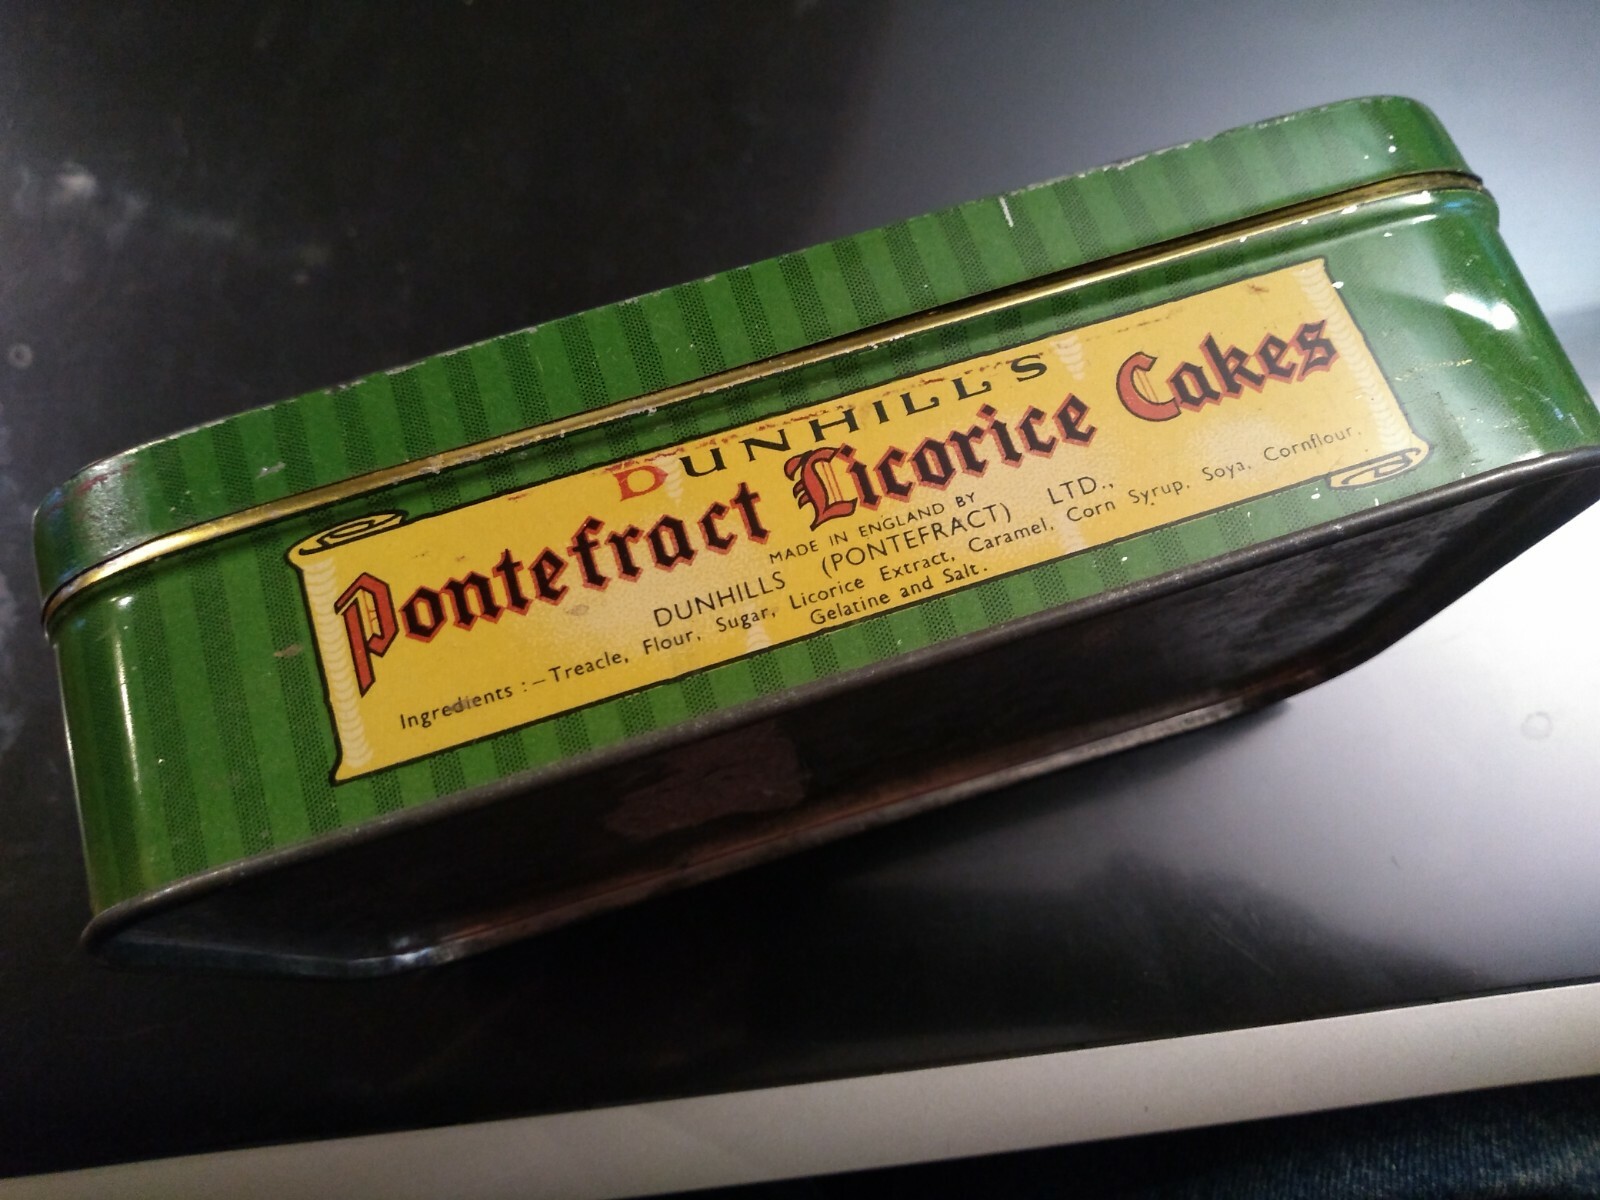 DUNHILL'S
Pontefract Licorice Cakes
MADE IN ENGLAND BY
DUNHILLS (PONTEFRACT) LTD.,
Ingredients :—Treacle, Flour, Sugar, Licorice Extract, Caramel, Corn Syrup, Soya, Cornflour,
Gelatine and Salt.